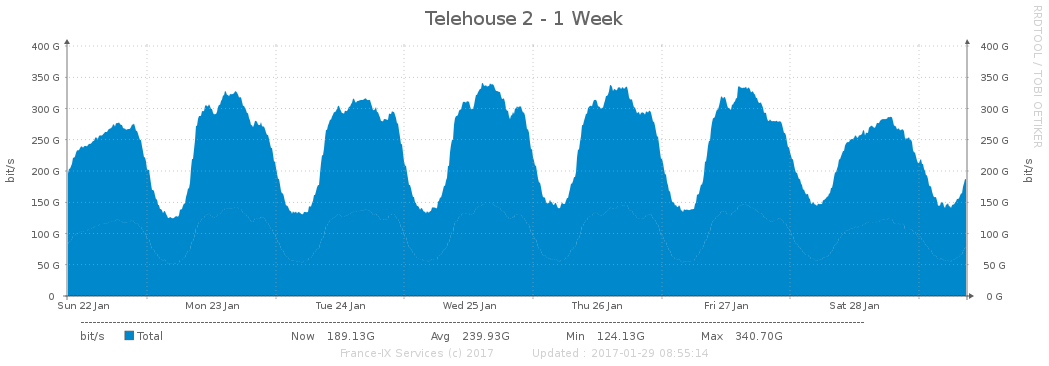 Telehouse 2 - 1 Week
RRDTOOL / TOBI OETIKER
400 G 400 G
350 G 350 G
300 G 300 G
250 G 250 G
200 G 200 G
150 G 150 G
100 G 100 G
50 G 50 G
0 0 G
bit/s bit/s
Sun 22 Jan Mon 23 Jan Tue 24 Jan Wed 25 Jan Thu 26 Jan Fri 27 Jan Sat 28 Jan
bit/s Total Now 189.13G Avg 239.93G Min 124.13G Max 340.70G
France-IX Services (c) 2017 Updated : 2017-01-29 08:55:14